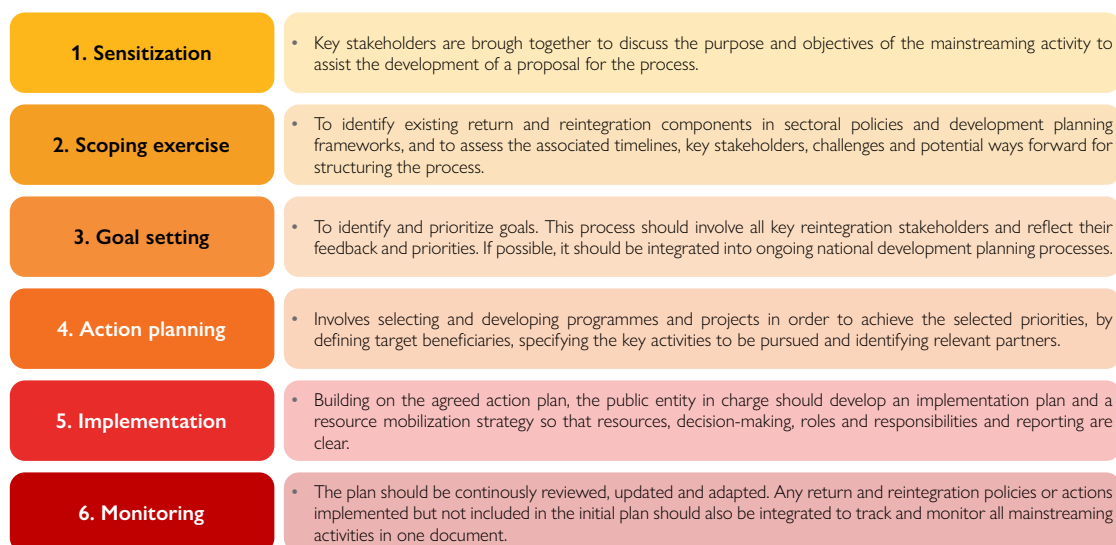 1. Sensitization
• Key stakeholders are brough together to discuss the purpose and objectives of the mainstreaming activity to
assist the development of a proposal for the process.
2. Scoping exercise
• To identify existing return and reintegration components in sectoral policies and development planning
frameworks, and to assess the associated timelines, key stakeholders, challenges and potential ways forward for
structuring the process.
3. Goal setting
• To identify and prioritize goals. This process should involve all key reintegration stakeholders and reflect their
feedback and priorities. If possible, it should be integrated into ongoing national development planning processes.
4. Action planning
• Involves selecting and developing programmes and projects in order to achieve the selected priorities, by
defining target beneficiaries, specifying the key activities to be pursued and identifying relevant partners.
5. Implementation
• Building on the agreed action plan, the public entity in charge should develop an implementation plan and a
resource mobilization strategy so that resources, decision-making, roles and responsibilities and reporting are
clear.
6. Monitoring
• The plan should be continously reviewed, updated and adapted. Any return and reintegration policies or actions
implemented but not included in the initial plan should also be integrated to track and monitor all mainstreaming
activities in one document.